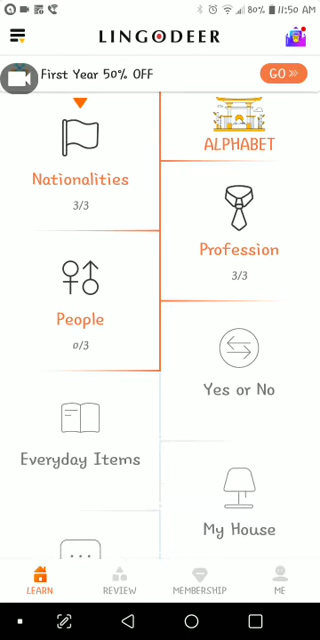 80% 11:50 AM
LINGODEER
First Year 50% OFF
GO
ALPHABET
Nationalities
3/3
Profession
3/3
People
0/3
Yes or No
Everyday Items
My House
LEARN
REVIEW
MEMBERSHIP
ME